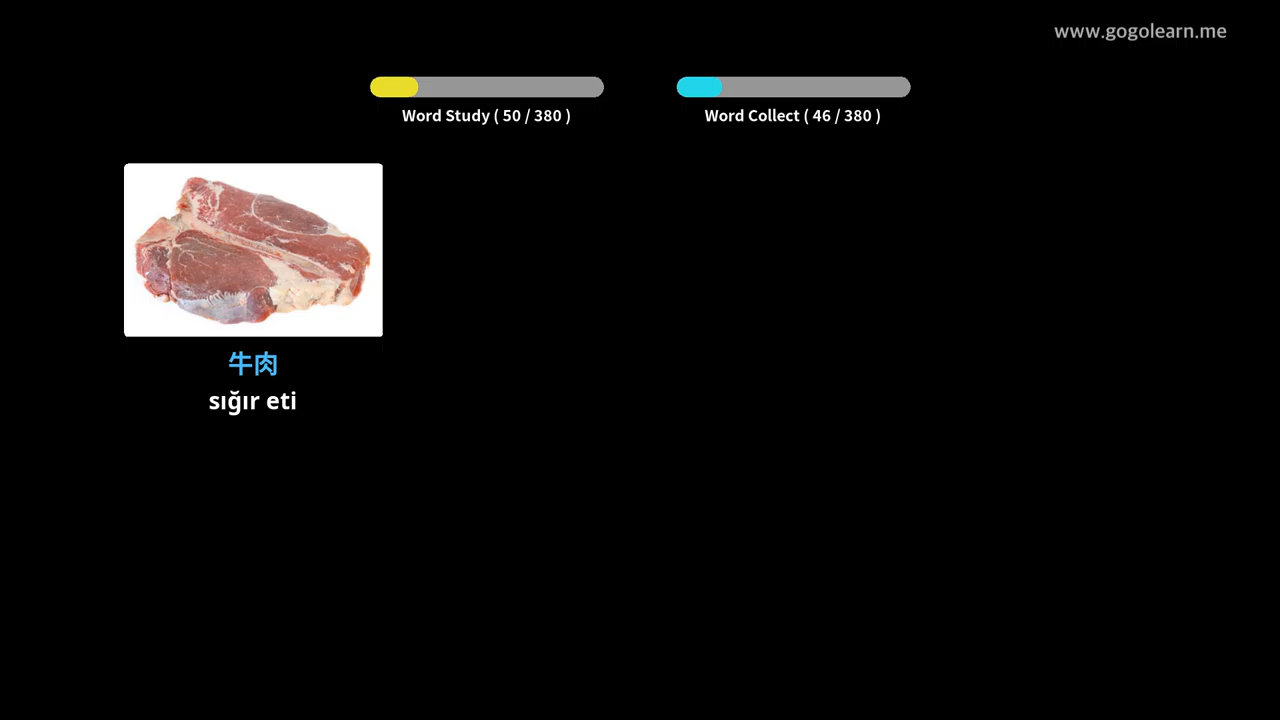 www.gogolearn.me
Word Study ( 50 / 380 )
Word Collect ( 46 / 380 )
牛肉
sığır eti